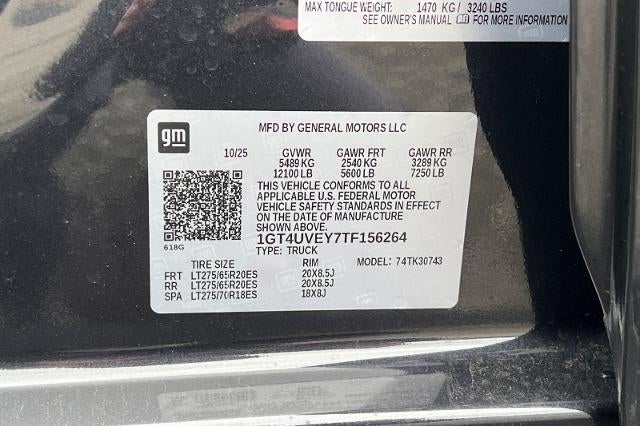 MAX TONGUE WEIGHT: 1470 KG/ 3240 LBS
SEE OWNER'S MANUAL FOR MORE INFORMATION
gm
MFD BY GENERAL MOTORS LLC
10/25 GVWR GAWR FRT GAWR RR
5489 KG 2540 KG 3289 KG
12100 LB 5600 LB 7250 LB
THIS VEHICLE CONFORMS TO ALL
APPLICABLE U.S. FEDERAL MOTOR
VEHICLE SAFETY STANDARDS IN EFFECT
ON THE DATE OF MANUFACTURE
SHOWN ABOVE.
618G
1GT4UVEY7TF156264
TYPE: TRUCK
TIRE SIZE RIM MODEL: 74TK30743
FRT LT275/65R20ES 20X8.5J
RR LT275/65R20ES 20X8.5J
SPA LT275/70R18ES 18X8J